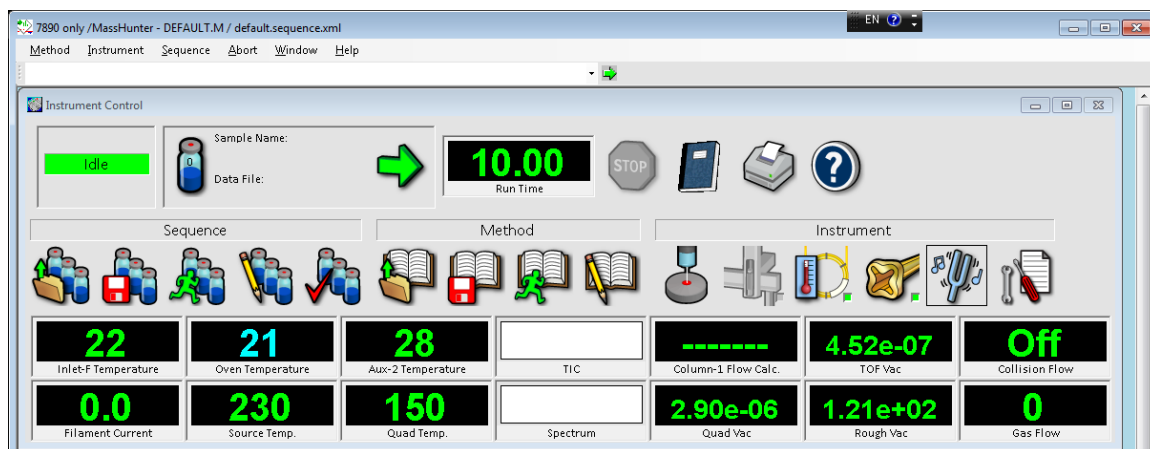 7890 only /MassHunter - DEFAULT.M / default.sequence.xml
EN ?
Method Instrument Sequence Abort Window Help
Instrument Control
Idle
0
Sample Name:
Data File:
10.00
Run Time
STOP
?
Sequence Method Instrument
22 21 28 ------- 4.52e-07 Off
Inlet-F Temperature Oven Temperature Aux-2 Temperature TIC Column-1 Flow Calc. TOF Vac Collision Flow
0.0 230 150 2.90e-06 1.21e+02 0
Filament Current Source Temp. Quad Temp. Spectrum Quad Vac Rough Vac Gas Flow